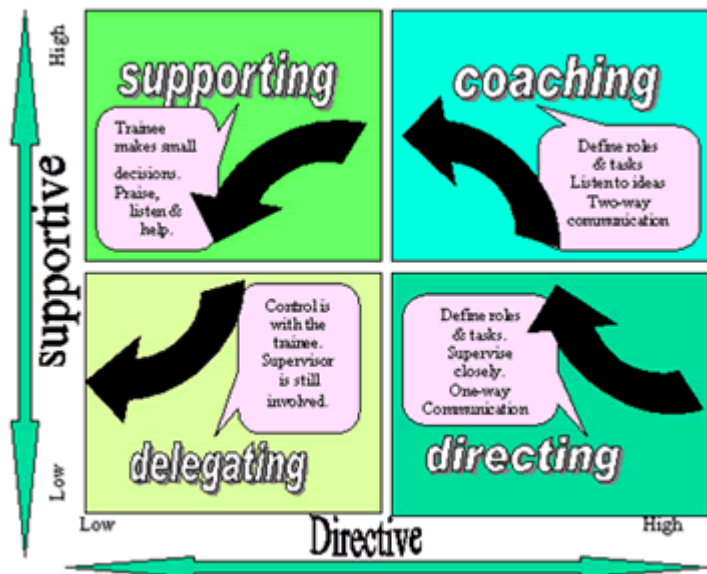 High
supporting
coaching
Trainee
makes small
decisions.
Praise,
listen &
help.
Define roles
& tasks
Listen to ideas
Two-way
communication
Supportive
Control is
with the
trainee.
Supervisor
is still
involved.
Define roles
& tasks.
Supervise
closely.
One-way
Communication
delegating
directing
Low
Low
Directive
High